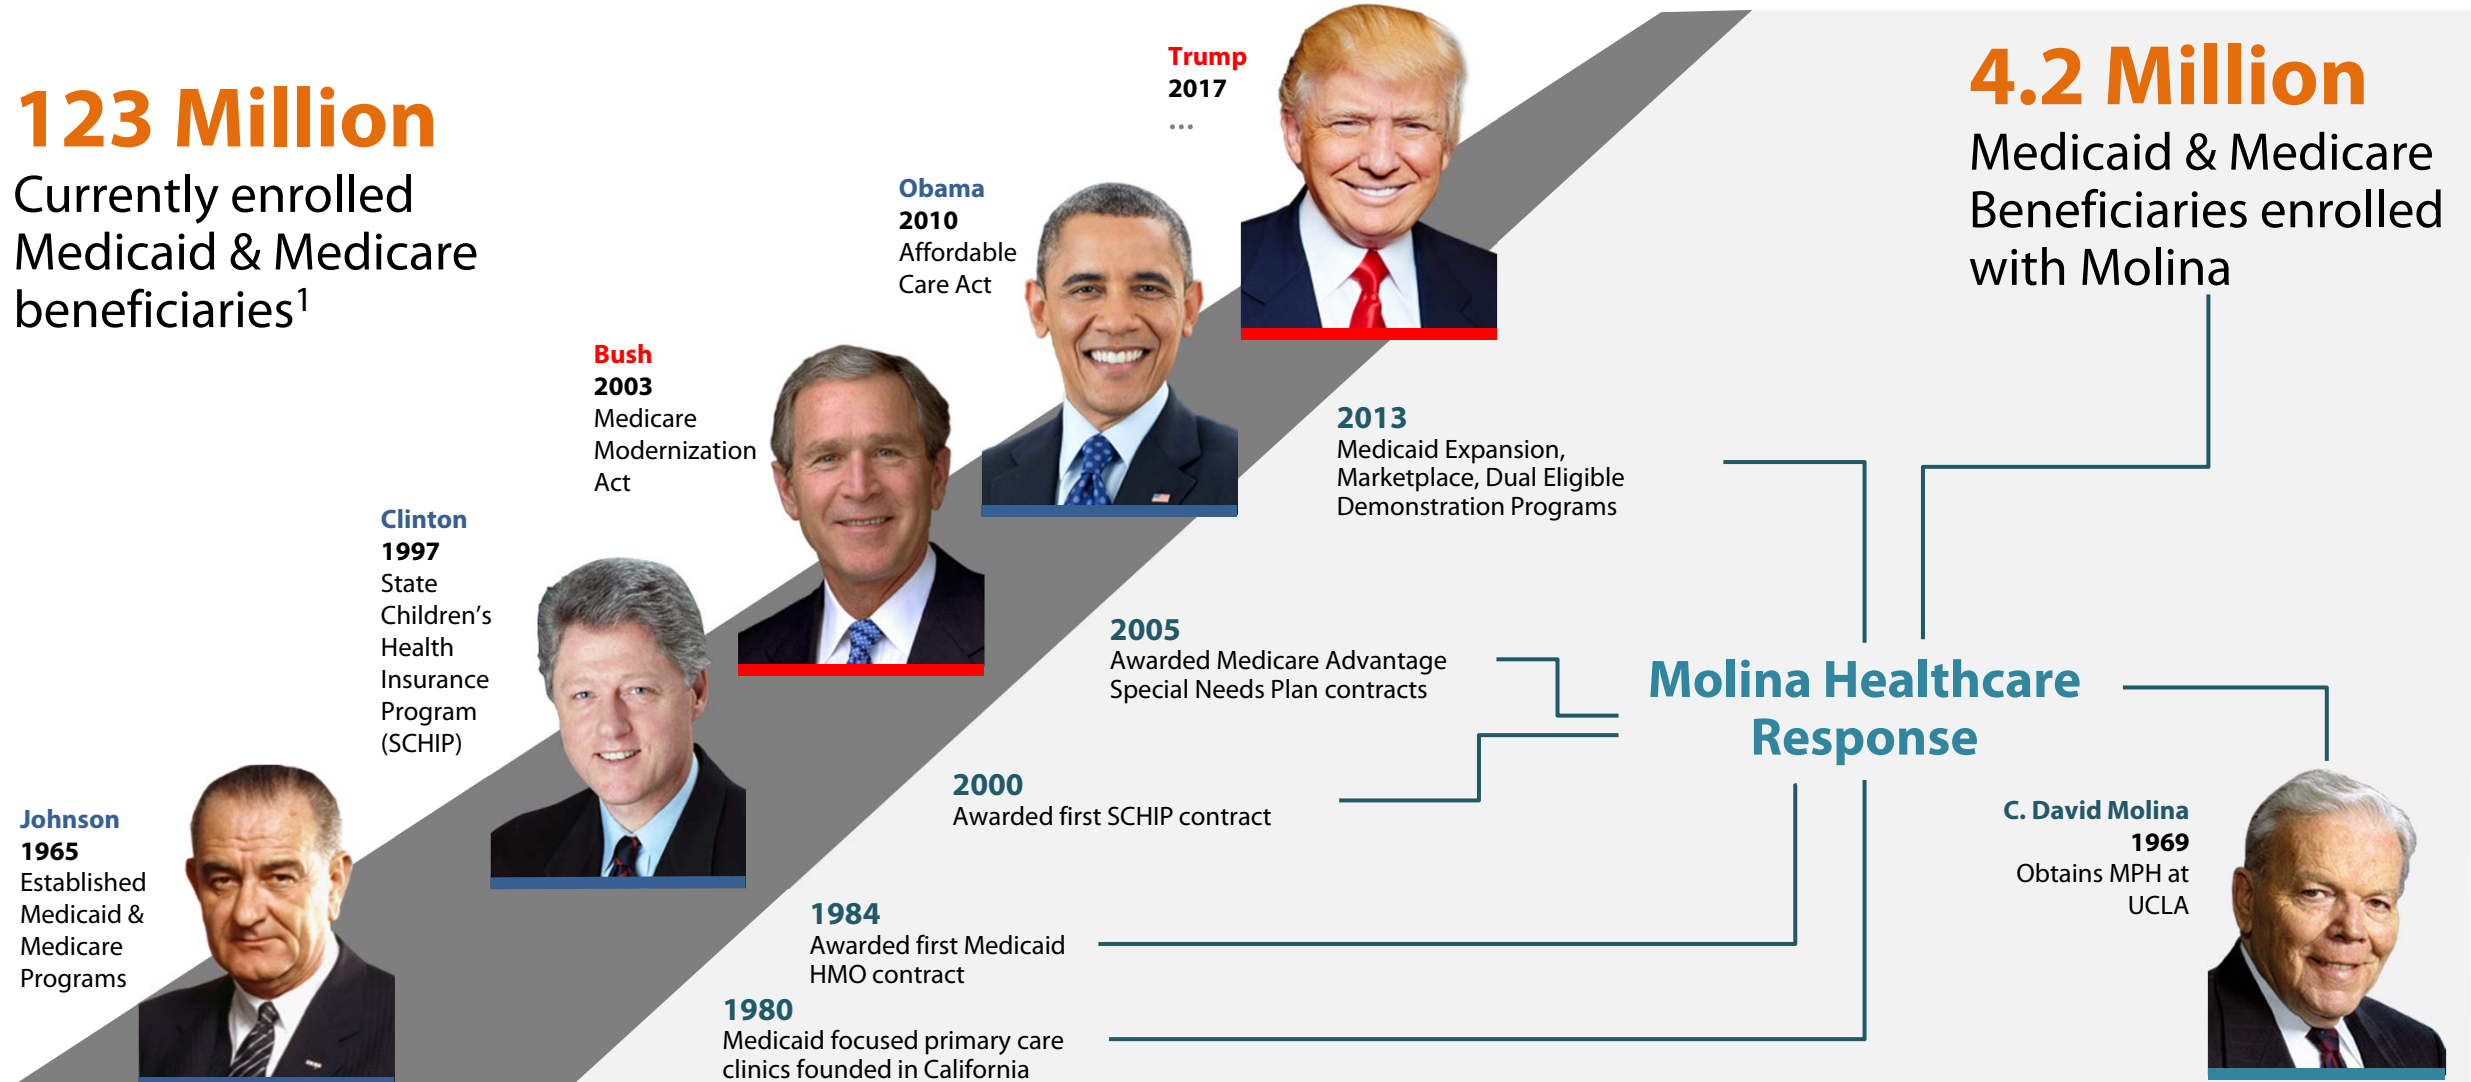 123 Million
Currently enrolled
Medicaid & Medicare
beneficiaries1
Johnson
1965
Established
Medicaid &
Medicare
Programs
Clinton
1997
State
Children's
Health
Insurance
Program
(SCHIP)
Bush
2003
Medicare
Modernization
Act
Obama
2010
Affordable
Care Act
Trump
2017
...
4.2 Million
Medicaid & Medicare
Beneficiaries enrolled
with Molina
2013
Medicaid Expansion,
Marketplace, Dual Eligible
Demonstration Programs
2005
Awarded Medicare Advantage
Special Needs Plan contracts
2000
Awarded first SCHIP contract
1984
Awarded first Medicaid
HMO contract
1980
Medicaid focused primary care
clinics founded in California
Molina Healthcare
Response
C. David Molina
1969
Obtains MPH at
UCLA